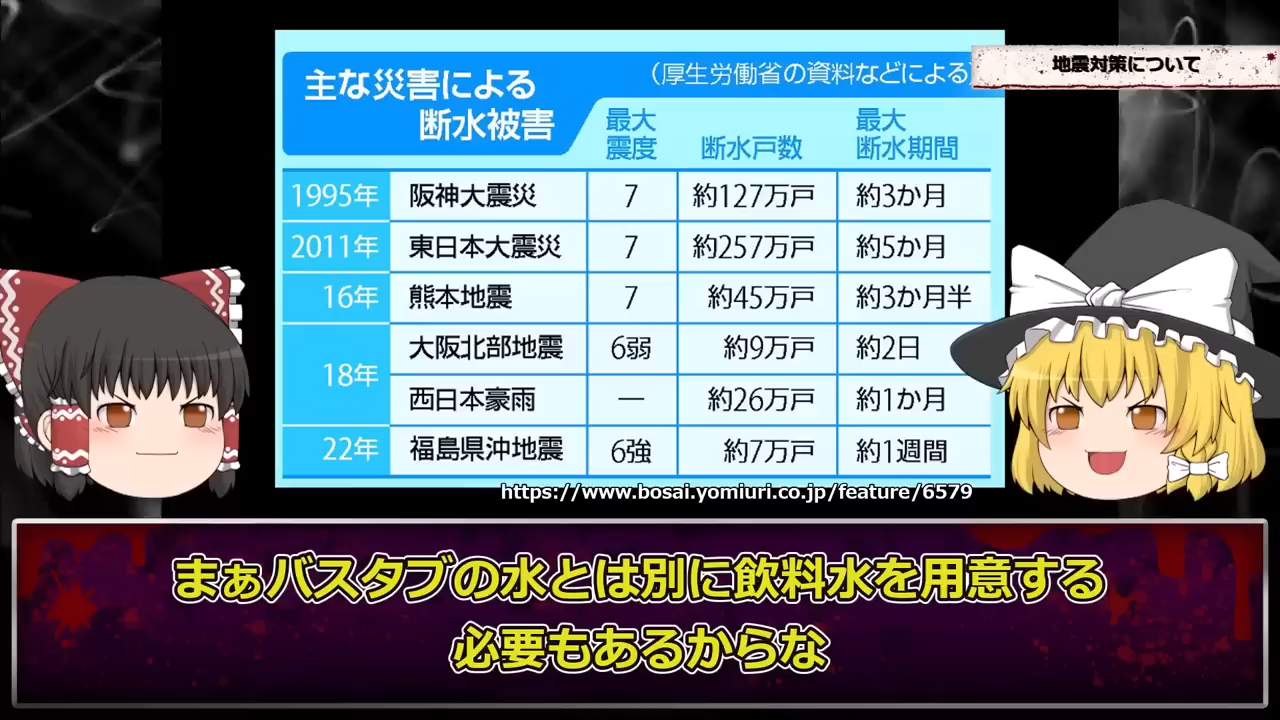 地震対策について
主な災害による
断水被害
(厚生労働省の資料などによる)
最大震度 断水戸数 最大断水期間
1995年 阪神大震災 7 約127万戸 約3か月
2011年 東日本大震災 7 約257万戸 約5か月
16年 熊本地震 7 約45万戸 約3か月半
18年 大阪北部地震 6弱 約9万戸 約2日
西日本豪雨 — 約26万戸 約1か月
22年 福島県沖地震 6強 約7万戸 約1週間
https://www.bosai.yomiuri.co.jp/feature/6579
まぁバスタブの水とは別に飲料水を用意する
必要もあるからな